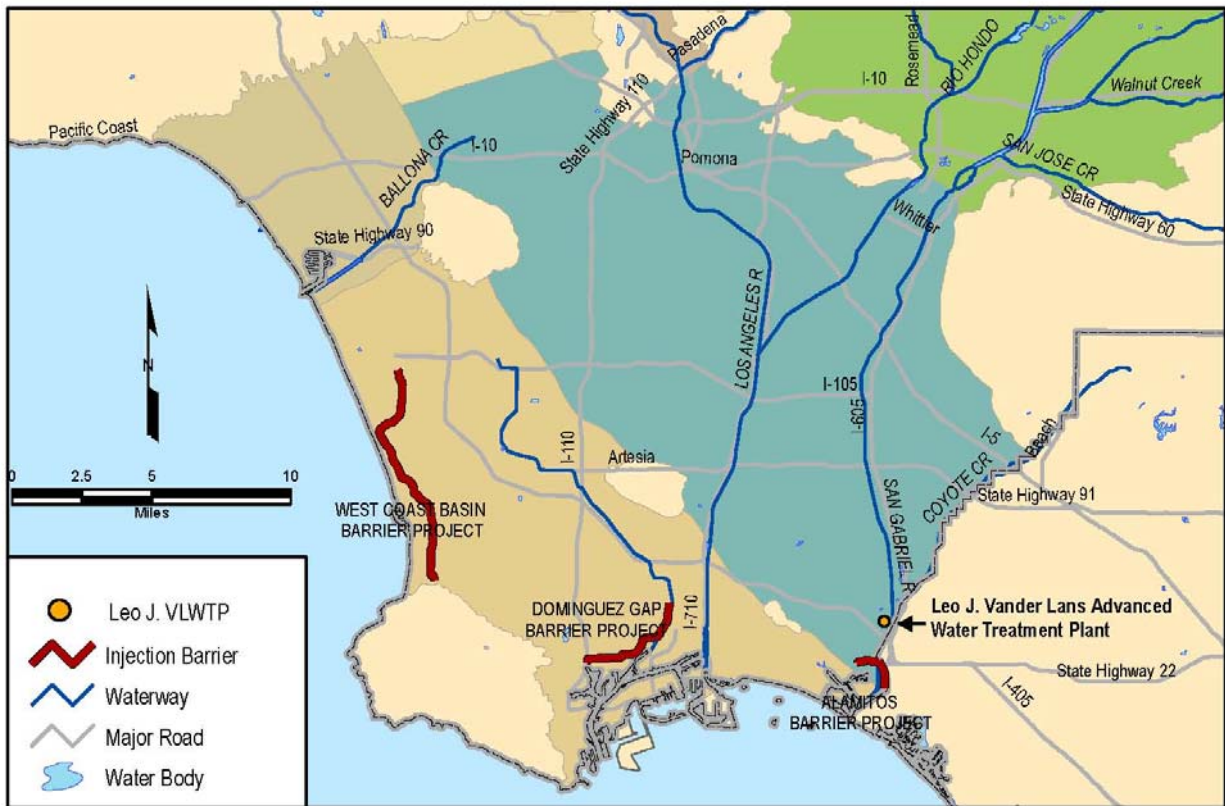 Pasadena
Rosemead
RIO HONDO
I-10
Walnut Creek
State Highway 110
Pacific Coast
BALLONA CR
I-10
Pomona
SAN JOSE CR
State Highway 60
Whittier
State Highway 90
N
LOS ANGELES R
I-105
I-605
I-5
Beach
0 2.5 5 10
Miles
I-110
Artesia
SAN GABRIEL R
COYOTE CR
State Highway 91
WEST COAST BASIN
BARRIER PROJECT
DOMINGUEZ GAP
BARRIER PROJECT
I-710
Leo J. Vander Lans Advanced
Water Treatment Plant
State Highway 22
I-405
ALAMITOS
BARRIER PROJECT
Leo J. VLWTP
Injection Barrier
Waterway
Major Road
Water Body